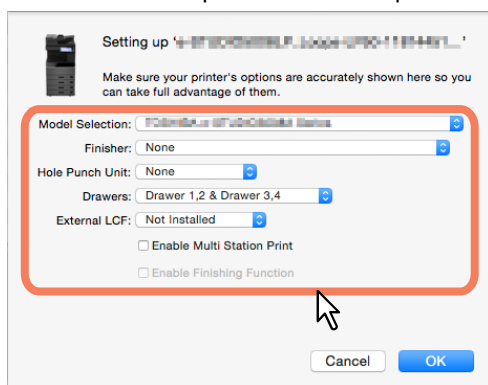 Setting up '
Make sure your printer's options are accurately shown here so you
can take full advantage of them.
Model Selection:
Finisher: None
Hole Punch Unit: None
Drawers: Drawer 1,2 & Drawer 3,4
External LCF: Not Installed
Enable Multi Station Print
Enable Finishing Function
Cancel OK